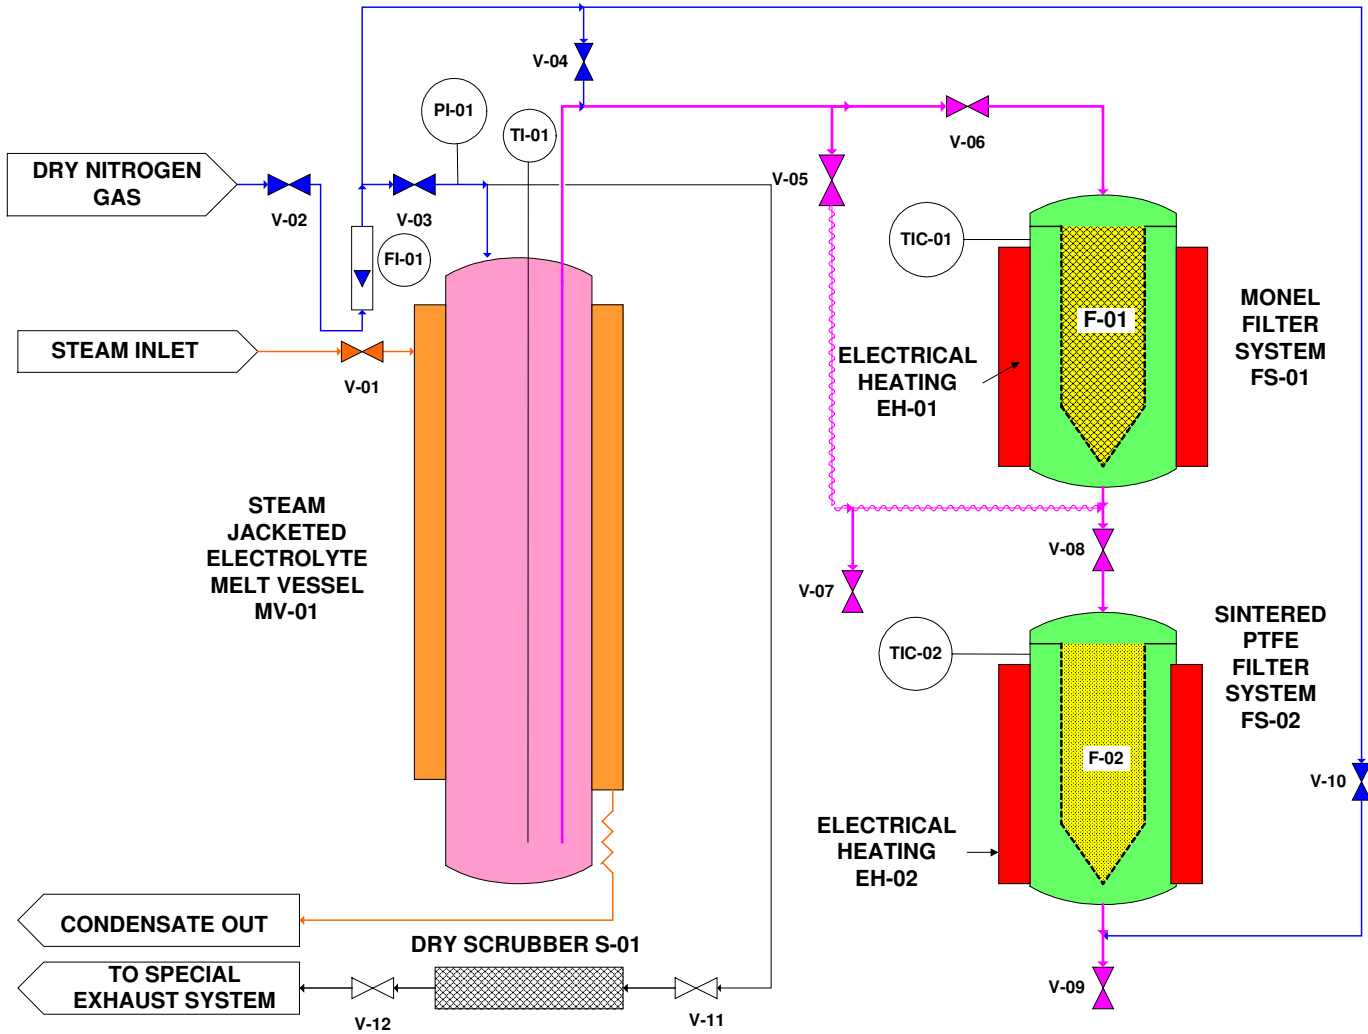 V-04
PI-01
TI-01
V-06
DRY NITROGEN
GAS
V-02
V-03
V-05
FI-01
TIC-01
STEAM INLET
V-01
F-01
MONEL
FILTER
SYSTEM
FS-01
ELECTRICAL
HEATING
EH-01
STEAM
JACKETED
ELECTROLYTE
MELT VESSEL
MV-01
V-08
V-07
TIC-02
SINTERED
PTFE
FILTER
SYSTEM
FS-02
F-02
V-10
ELECTRICAL
HEATING
EH-02
CONDENSATE OUT
DRY SCRUBBER S-01
TO SPECIAL
EXHAUST SYSTEM
V-12
V-11
V-09